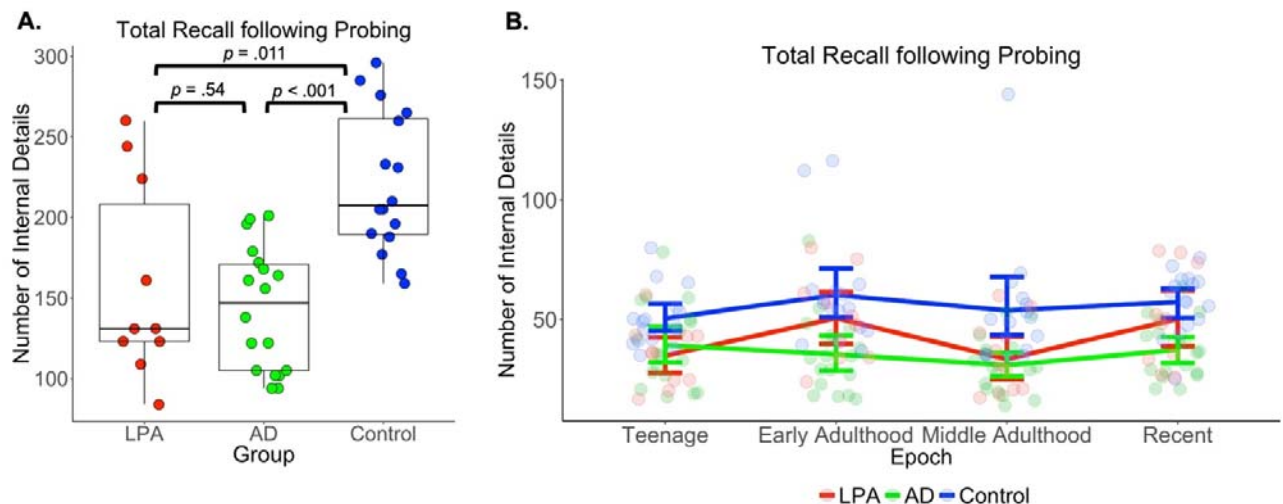 A.
Total Recall following Probing
p = .011
p = .54
p < .001
Number of Internal Details
300
250
200
150
100
LPA
AD
Control
Group
B.
Total Recall following Probing
Number of Internal Details
150
100
50
Teenage
Early Adulthood
Middle Adulthood
Recent
Epoch
LPA AD Control